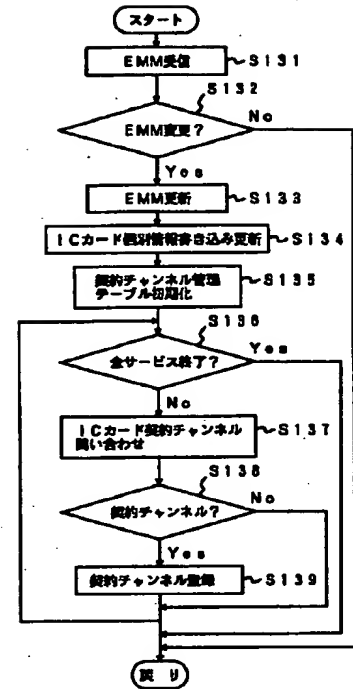 スタート
EMM受信
S131
S132
EMM変更?
No
Yes
EMM更新
S133
ICカード個別情報書き込み更新
S134
契約チャンネル管理
テーブル初期化
S135
S136
全サービス終了?
Yes
No
ICカード契約チャンネル
問い合わせ
S137
S138
契約チャンネル?
No
Yes
契約チャンネル登録
S139
戻り